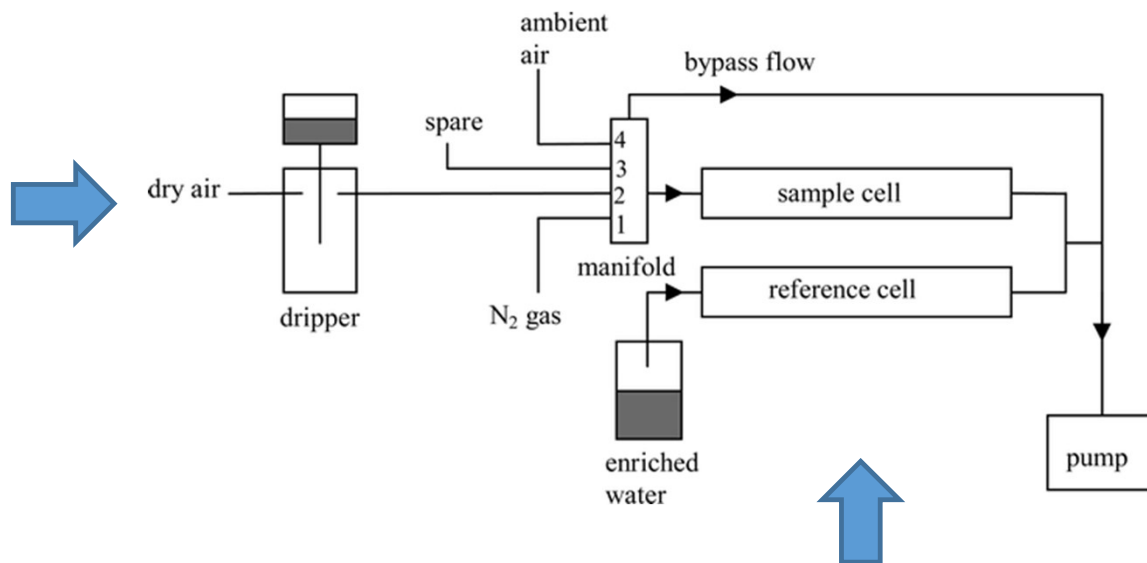 ambient
air
bypass flow
spare
4
3
dry air
2
sample cell
1
manifold
reference cell
dripper
N₂ gas
enriched
water
pump